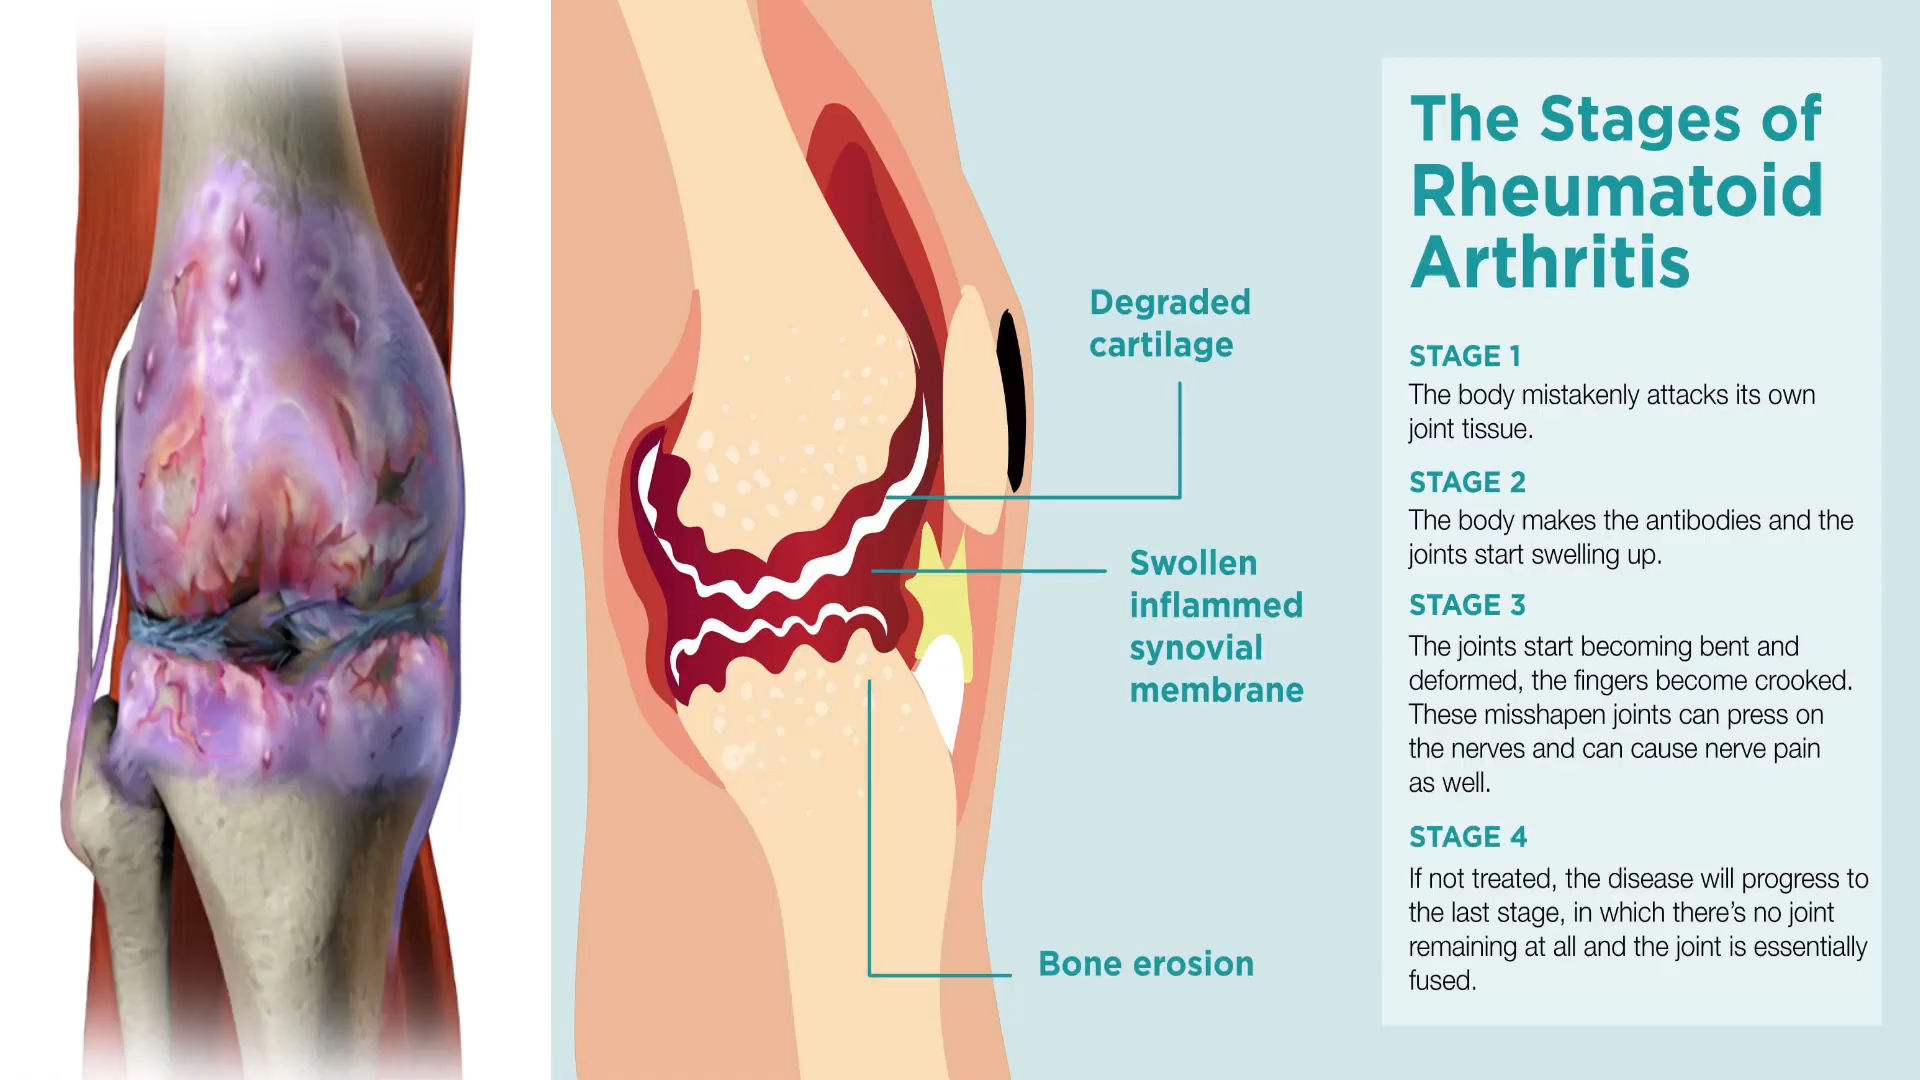 Degraded
cartilage
Swollen
inflammed
synovial
membrane
Bone erosion
The Stages of
Rheumatoid
Arthritis
STAGE 1
The body mistakenly attacks its own
joint tissue.
STAGE 2
The body makes the antibodies and the
joints start swelling up.
STAGE 3
The joints start becoming bent and
deformed, the fingers become crooked.
These misshapen joints can press on
the nerves and can cause nerve pain
as well.
STAGE 4
If not treated, the disease will progress to
the last stage, in which there's no joint
remaining at all and the joint is essentially
fused.